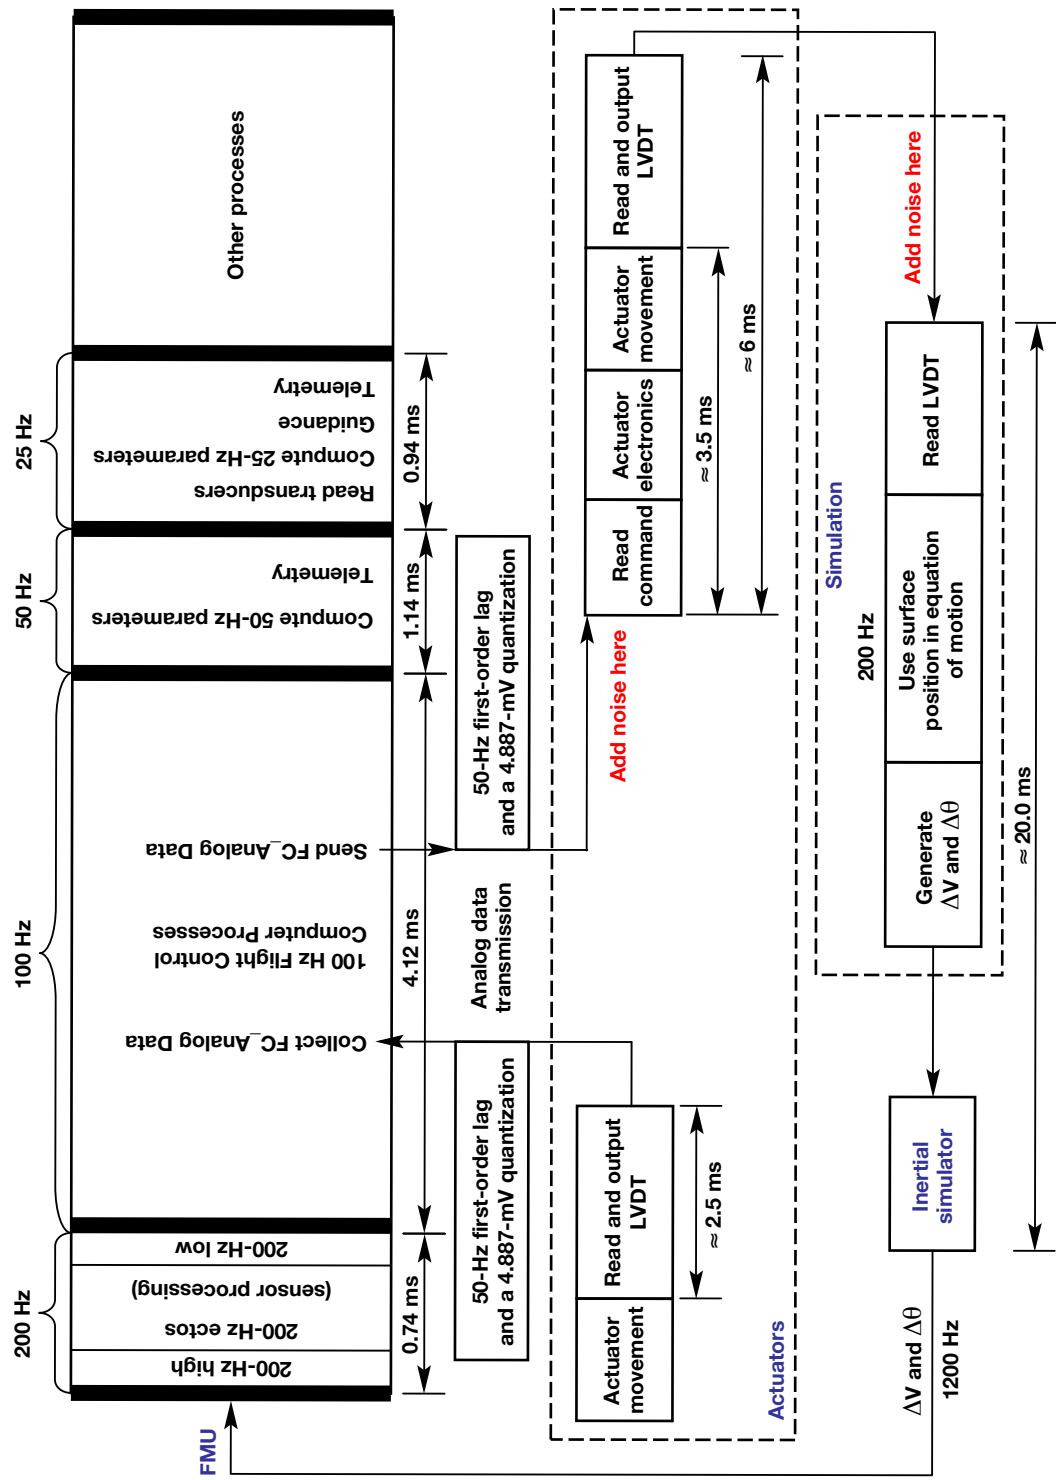 200 Hz
100 Hz
50 Hz
25 Hz
FMU
200-Hz high
200-Hz ectos
(sensor processing)
200-Hz low
Collect FC_Analog Data
100 Hz Flight Control
Computer Processes
Send FC_Analog Data
Compute 50-Hz parameters
Telemetry
Read transducers
Compute 25-Hz parameters
Guidance
Telemetry
Other processes
0.74 ms
4.12 ms
1.14 ms
0.94 ms
50-Hz first-order lag
and a 4.887-mV quantization
Analog data
transmission
50-Hz first-order lag
and a 4.887-mV quantization
Actuator
movement
Read and output
LVDT
≈ 2.5 ms
Add noise here
Read
command
Actuator
electronics
Actuator
movement
Read and output
LVDT
≈ 3.5 ms
≈ 6 ms
Actuators
200 Hz
Simulation
Add noise here
ΔV and Δθ
1200 Hz
Inertial
simulator
Generate
ΔV and Δθ
Use surface
position in equation
of motion
Read LVDT
≈ 20.0 ms